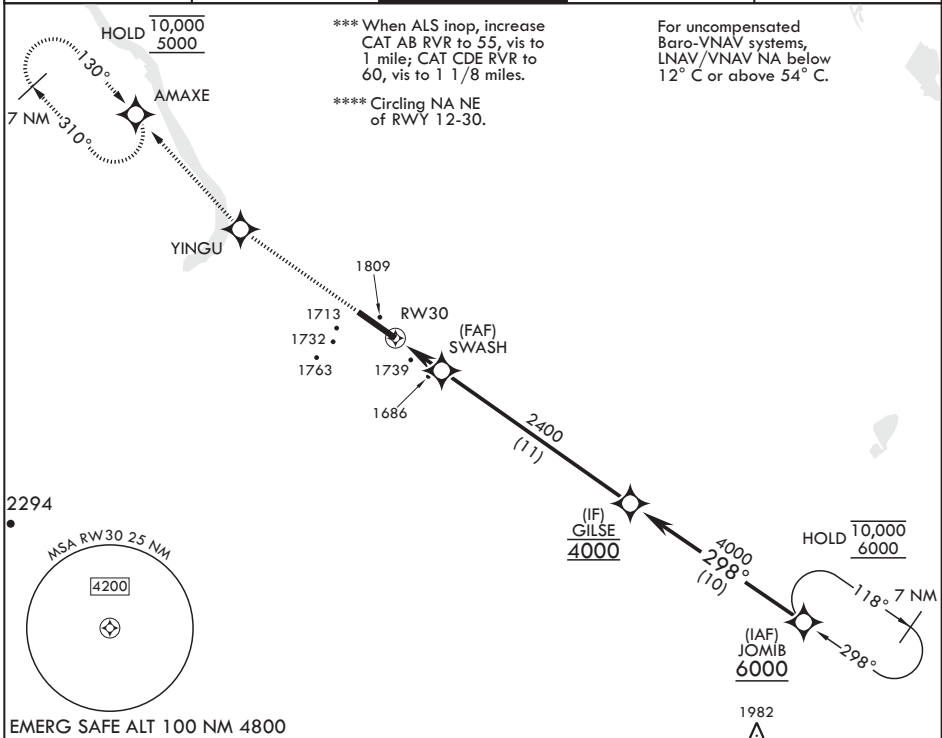 HOLD 10,000
5000
130°
AMAXE
7 NM
310°
*** When ALS inop, increase
CAT AB RVR to 55, vis to
1 mile; CAT CDE RVR to
60, vis to 1 1/8 miles.
**** Circling NA NE
of RWY 12-30.
For uncompensated
Baro-VNAV systems,
LNAV/VNAV NA below
12° C or above 54° C.
YINGU
1809
1713
1732
1763
RW30
(FAF)
SWASH
1739
1686
2400
(11)
(IF)
GILSE
4000
4000
298°
(10)
HOLD 10,000
6000
118°
7 NM
298°
(IAF)
JOMIB
6000
1982
2294
MSA RW30 25 NM
4200
EMERG SAFE ALT 100 NM 4800